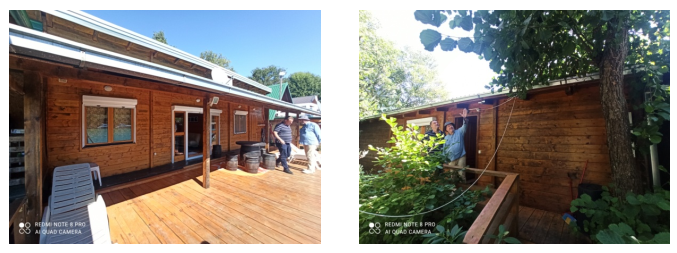 REDMI NOTE 8 PRO
AI QUAD CAMERA
REDMI NOTE 8 PRO
AI QUAD CAMERA